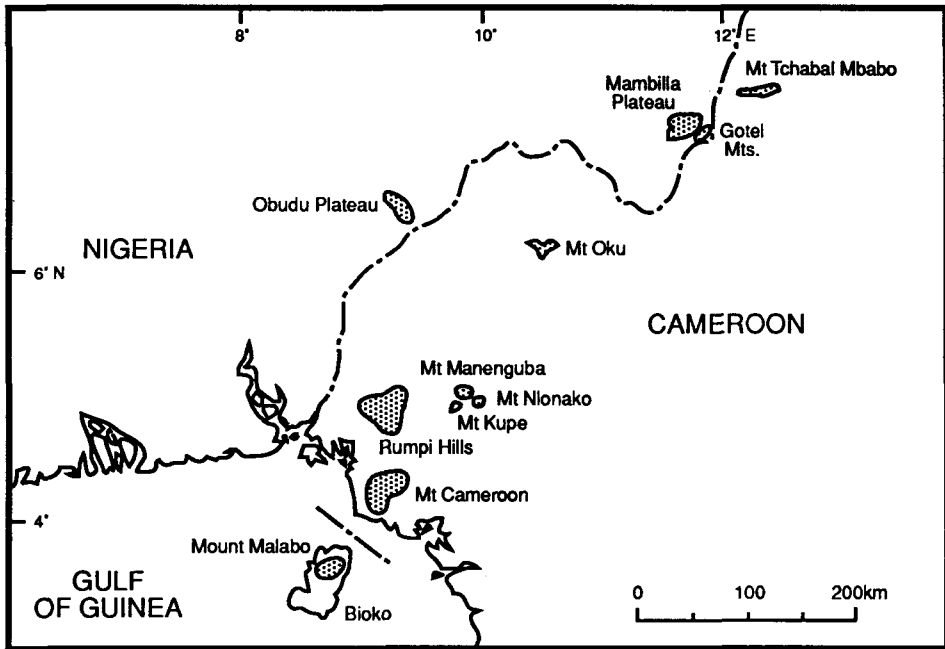 8°
10°
12° E
Mt Tchabal Mbabo
Mambilla
Plateau
Gotel
Mts.
Obudu Plateau
NIGERIA
Mt Oku
6° N
CAMEROON
Mt Manenguba
Mt Nlonako
Mt Kupe
Rumpi Hills
Mt Cameroon
4°
Mount Malabo
GULF
OF GUINEA
Bioko
0 100 200km